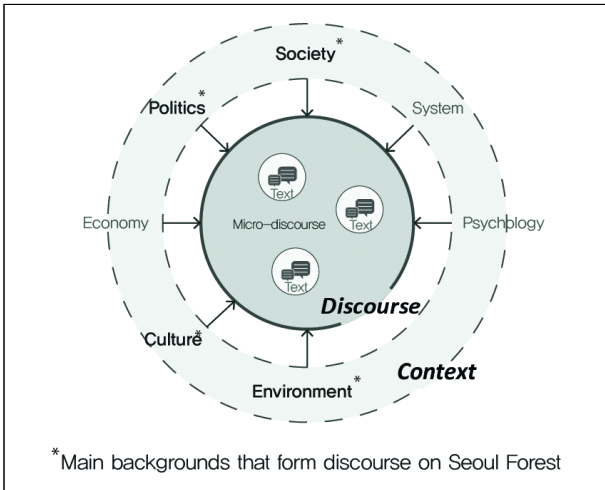 Society*
Politics*
System
Text
Text
Economy
Micro-discourse
Psychology
Text
Discourse
Culture*
Context
Environment*
*Main backgrounds that form discourse on Seoul Forest